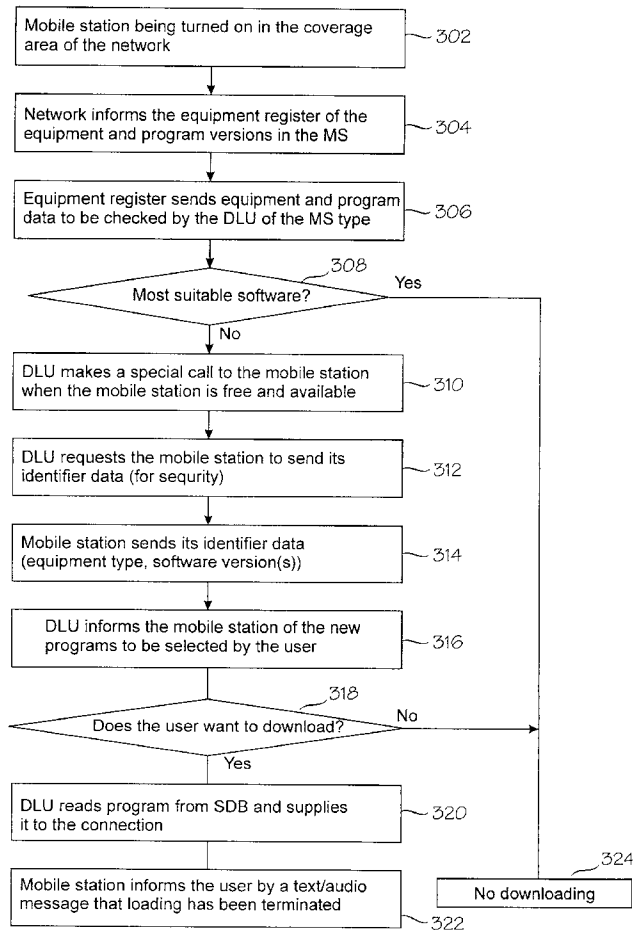 Mobile station being turned on in the coverage
area of the network
302
Network informs the equipment register of the
equipment and program versions in the MS
304
Equipment register sends equipment and program
data to be checked by the DLU of the MS type
306
308
Most suitable software?
Yes
No
DLU makes a special call to the mobile station
when the mobile station is free and available
310
DLU requests the mobile station to send its
identifier data (for sequrity)
312
Mobile station sends its identifier data
(equipment type, software version(s))
314
DLU informs the mobile station of the new
programs to be selected by the user
316
318
Does the user want to download?
No
Yes
DLU reads program from SDB and supplies
it to the connection
320
324
No downloading
Mobile station informs the user by a text/audio
message that loading has been terminated
322